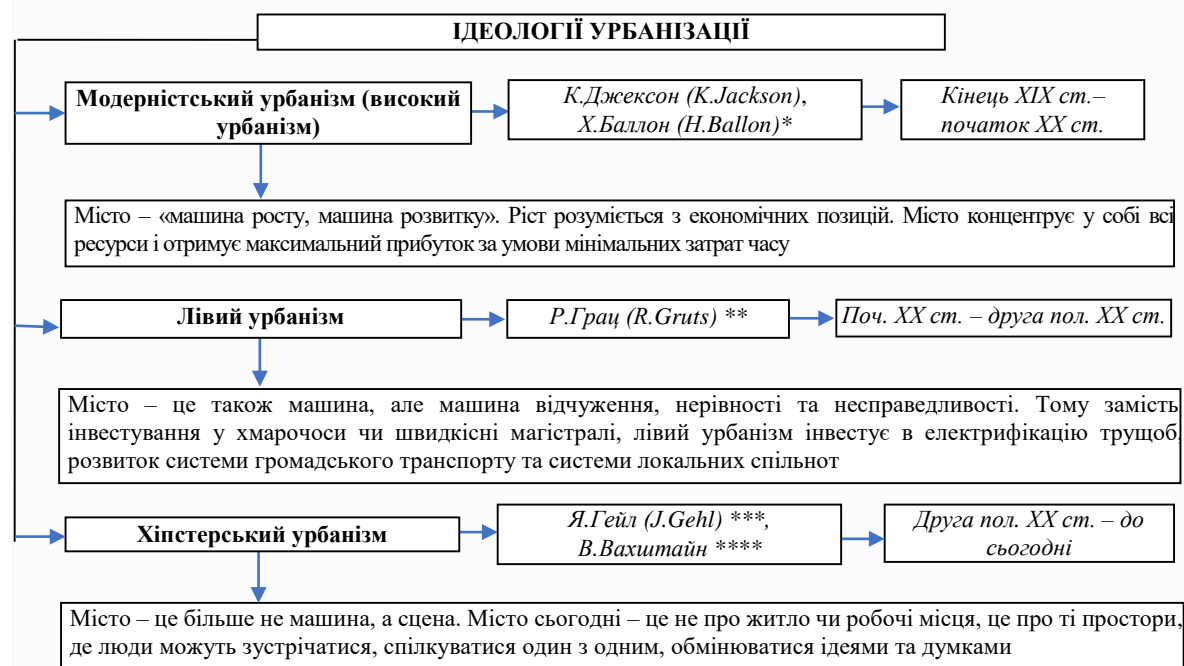 ІДЕОЛОГІЇ УРБАНІЗАЦІЇ
Модерністський урбанізм (високий
урбанізм)
К.Джексон (K.Jackson),
Х.Баллон (H.Ballon)*
Кінець XIX ст.–
початок XX ст.
Місто – «машина росту, машина розвитку». Ріст розуміється з економічних позицій. Місто концентрує у собі всі
ресурси і отримує максимальний прибуток за умови мінімальних затрат часу
Лівий урбанізм
Р.Грац (R.Gruts) **
Поч. XX ст. – друга пол. XX ст.
Місто – це також машина, але машина відчуження, нерівності та несправедливості. Тому замість
інвестування у хмарочоси чи швидкісні магістралі, лівий урбанізм інвестує в електрифікацію трущоб,
розвиток системи громадського транспорту та системи локальних спільнот
Хіпстерський урбанізм
Я.Гейл (J.Gehl) ***,
В.Вахштайн ****
Друга пол. XX ст. – до
сьогодні
Місто – це більше не машина, а сцена. Місто сьогодні – це не про житло чи робочі місця, це про ті простори,
де люди можуть зустрічатися, спілкуватися один з одним, обмінюватися ідеями та думками